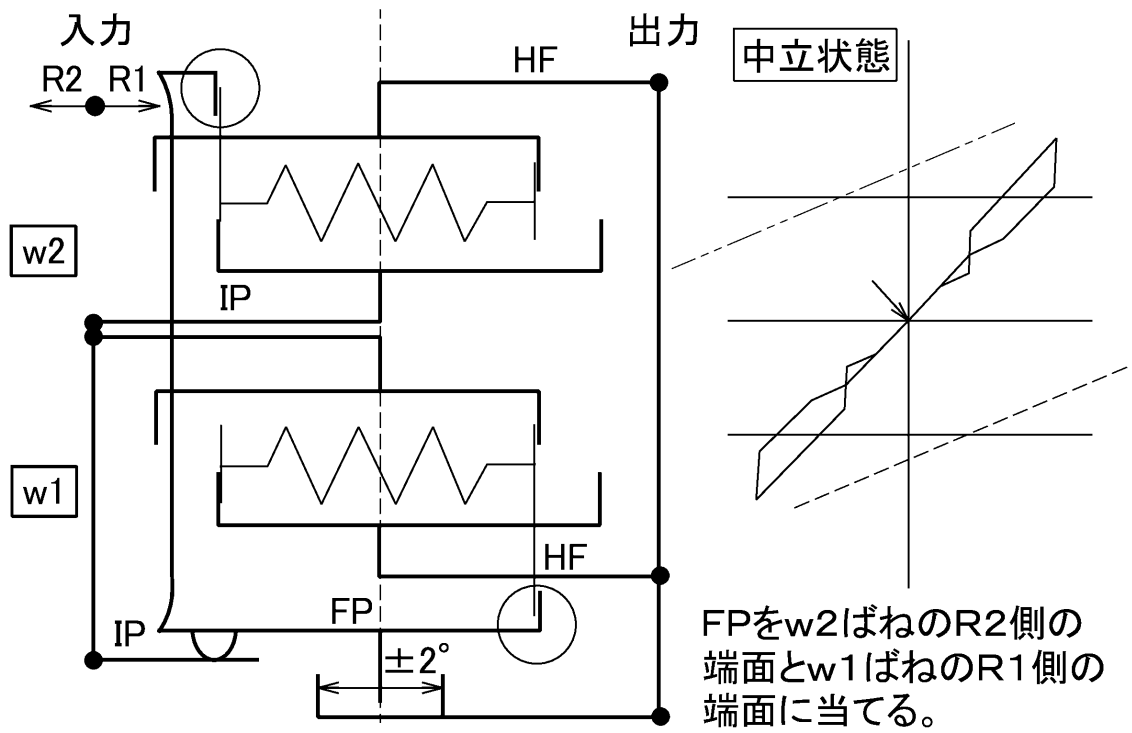 入力
出力
中立状態
R2 R1
HF
w2
IP
w1
HF
FP
IP
±2°
FPをw2ばねのR2側の
端面とw1ばねのR1側の
端面に当てる。